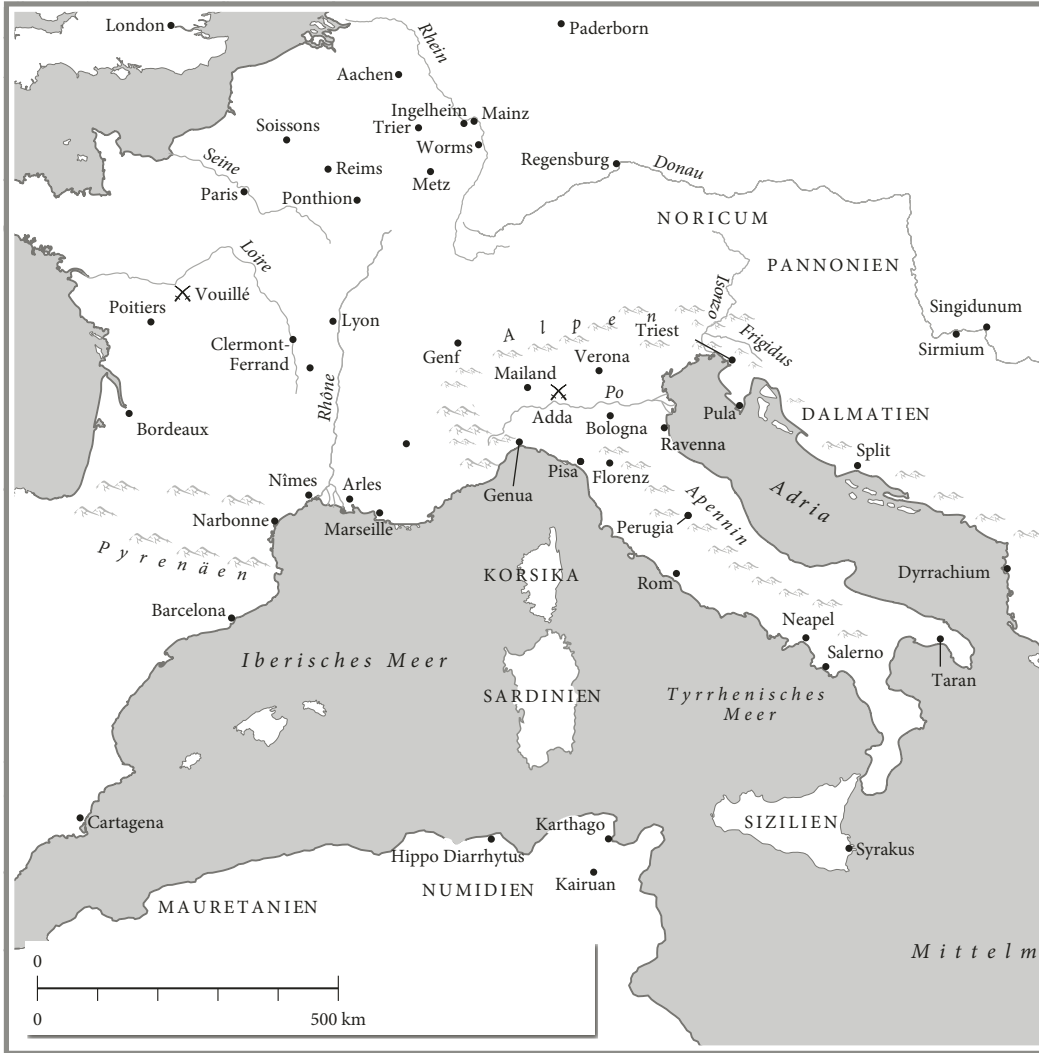 London
Paderborn
Rhein
Aachen
Ingelheim
Mainz
Trier
Soissons
Worms
Seine
Reims
Regensburg
Donau
Metz
Paris
Ponthion
NORICUM
Loire
PANNONIEN
Isonzo
Vouillé
Poitiers
Singidunum
Lyon
Alpen
Triest
Frigidus
Sirmium
Clermont-
Ferrand
Genf
Verona
Mailand
Rhône
Po
Adda
Pula
DALMATIEN
Bordeaux
Bologna
Ravenna
Split
Pisa
Florenz
Nîmes
Arles
Genua
Adria
Apennin
Narbonne
Marseille
Perugia
Pyrenäen
KORSIKA
Rom
Dyrrachium
Barcelona
Neapel
Salerno
Iberisches Meer
Taran
SARDINIEN
Tyrrhenisches
Meer
Cartagena
Karthago
SIZILIEN
Hippo Diarrhytus
Syrakus
Kairuan
NUMIDIEN
MAURETANIEN
Mittelm
0
0
500 km